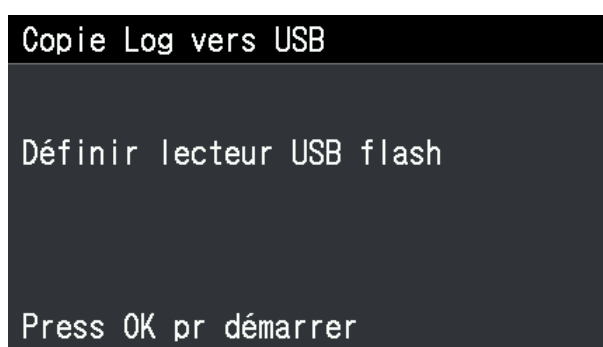 Copie Log vers USB
Définir lecteur USB flash
Press OK pr démarrer